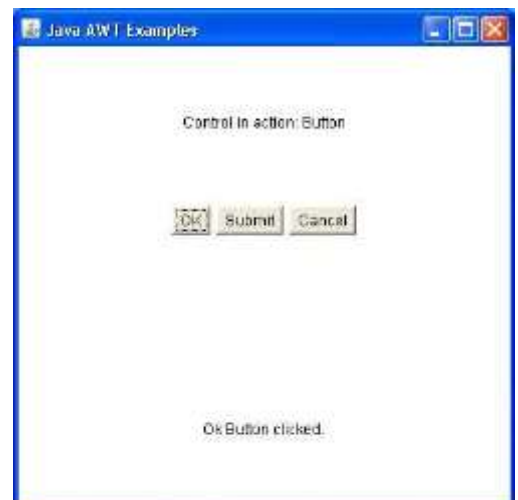 Java AWT Examples
Control in action: Button
OK Submit Cancel
Ok Button clicked.